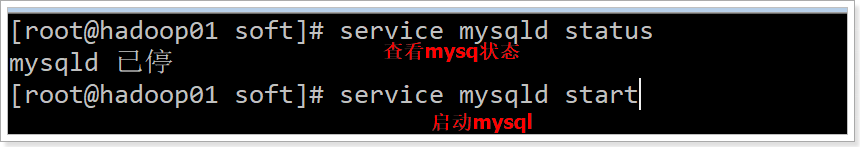 [root@hadoop01 soft]# service mysqld status
查看mysq状态
mysqld 已停
[root@hadoop01 soft]# service mysqld start
启动mysql